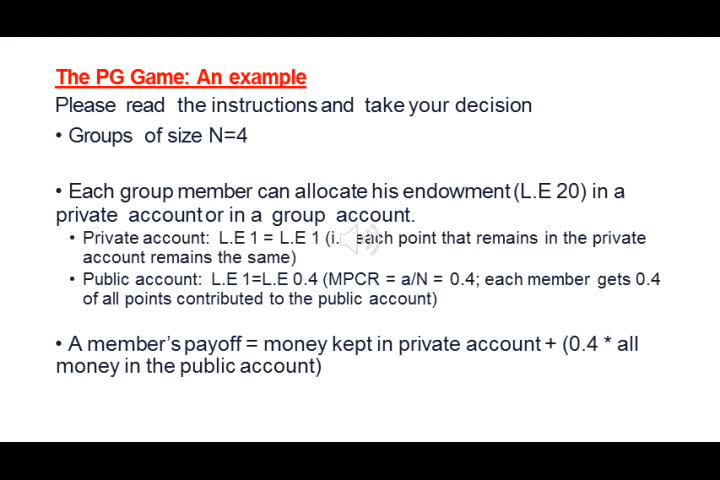 The PG Game: An example
Please read the instructions and take your decision
• Groups of size N=4
• Each group member can allocate his endowment (L.E 20) in a
private account or in a group account.
• Private account: L.E 1 = L.E 1 (i. each point that remains in the private
account remains the same)
• Public account: L.E 1=L.E 0.4 (MPCR = a/N = 0.4; each member gets 0.4
of all points contributed to the public account)
• A member's payoff = money kept in private account + (0.4 * all
money in the public account)